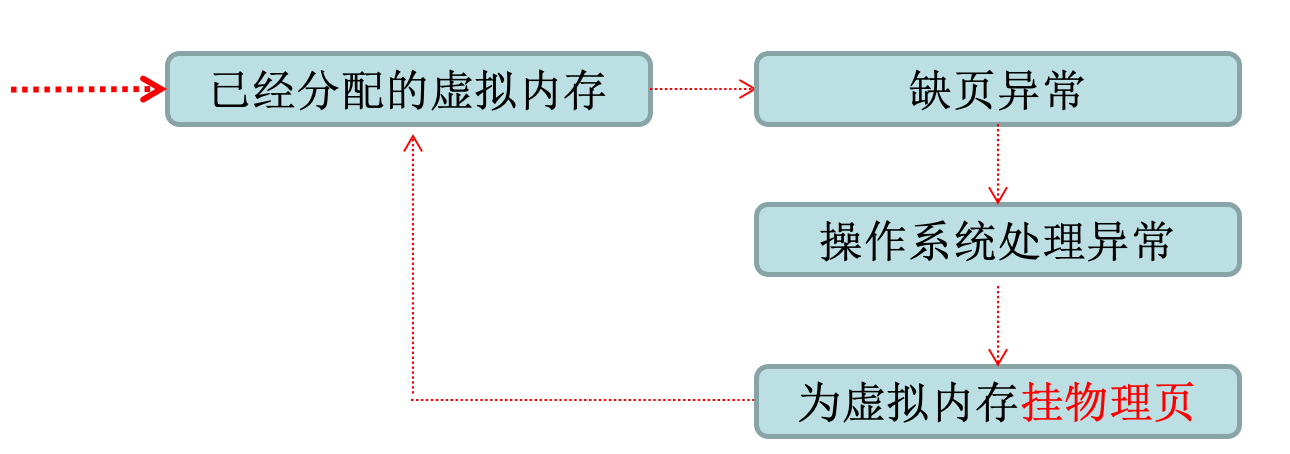 已经分配的虚拟内存
缺页异常
操作系统处理异常
为虚拟内存挂物理页